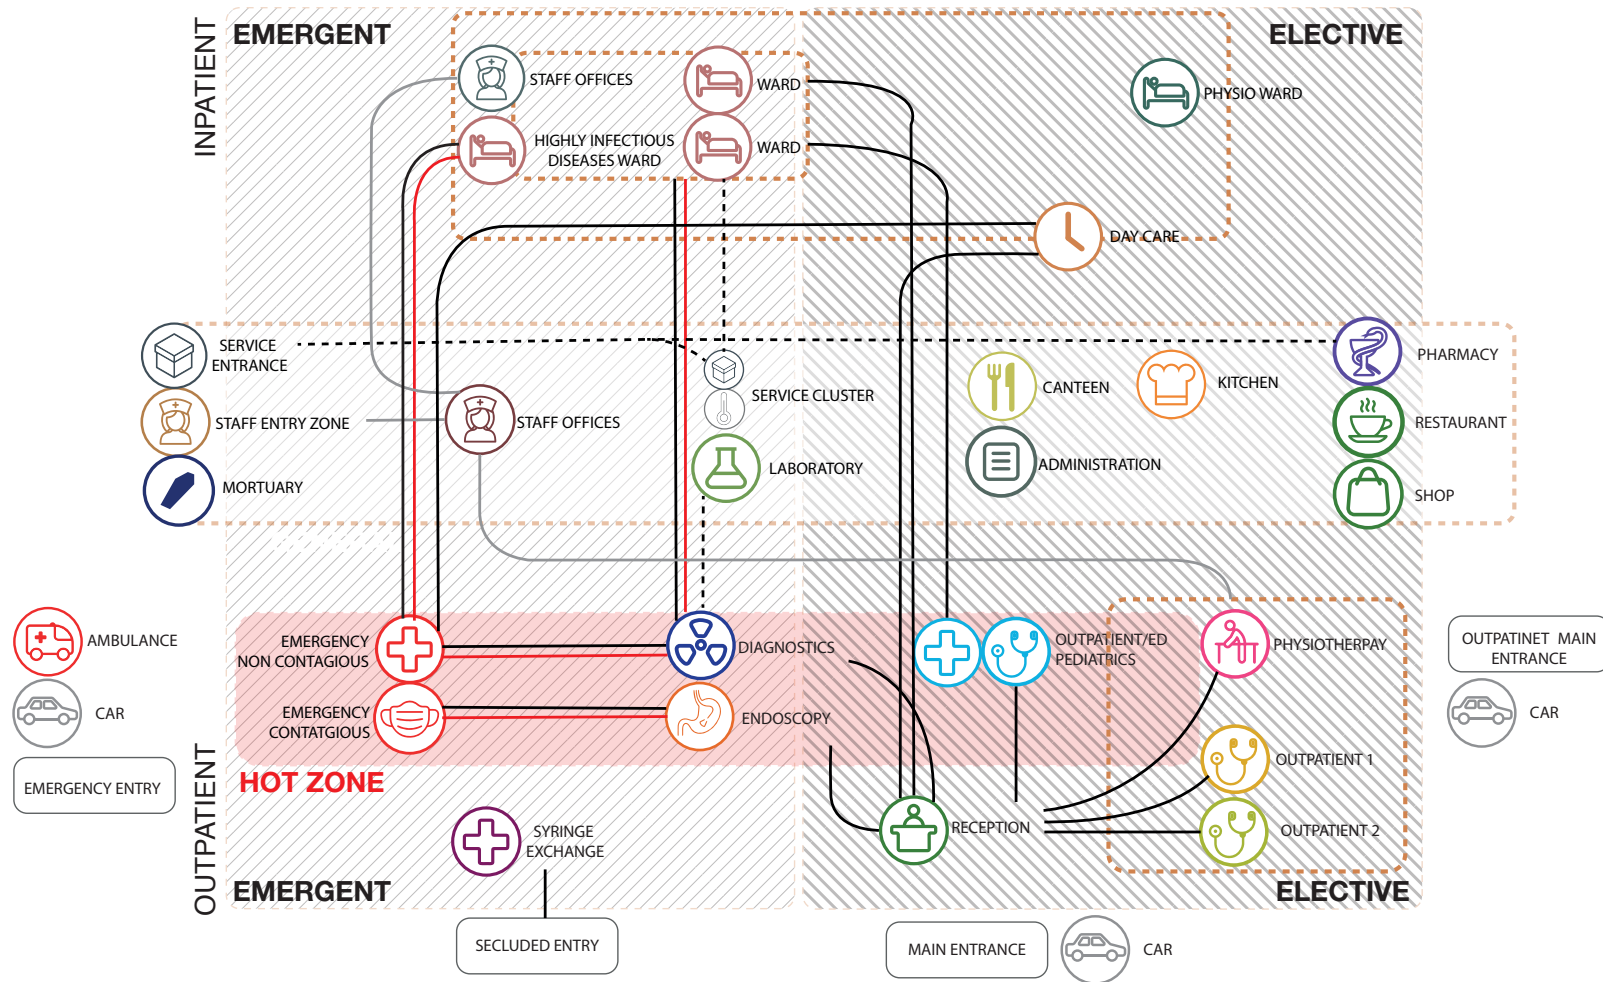 EMERGENT
ELECTIVE
INPATIENT
STAFF OFFICES
WARD
PHYSIO WARD
HIGHLY INFECTIOUS
DISEASES WARD
WARD
DAY CARE
SERVICE
ENTRANCE
PHARMACY
CANTEEN
KITCHEN
SERVICE CLUSTER
STAFF ENTRY ZONE
STAFF OFFICES
RESTAURANT
LABORATORY
ADMINISTRATION
MORTUARY
SHOP
AMBULANCE
EMERGENCY
NON CONTAGIOUS
DIAGNOSTICS
OUTPATIENT/ED
PEDIATRICS
PHYSIOTHERPAY
OUTPATINET MAIN
ENTRANCE
CAR
EMERGENCY
CONTATGIOUS
ENDOSCOPY
CAR
OUTPATIENT 1
HOT ZONE
EMERGENCY ENTRY
OUTPATIENT
SYRINGE
EXCHANGE
RECEPTION
OUTPATIENT 2
EMERGENT
ELECTIVE
SECLUDED ENTRY
MAIN ENTRANCE
CAR